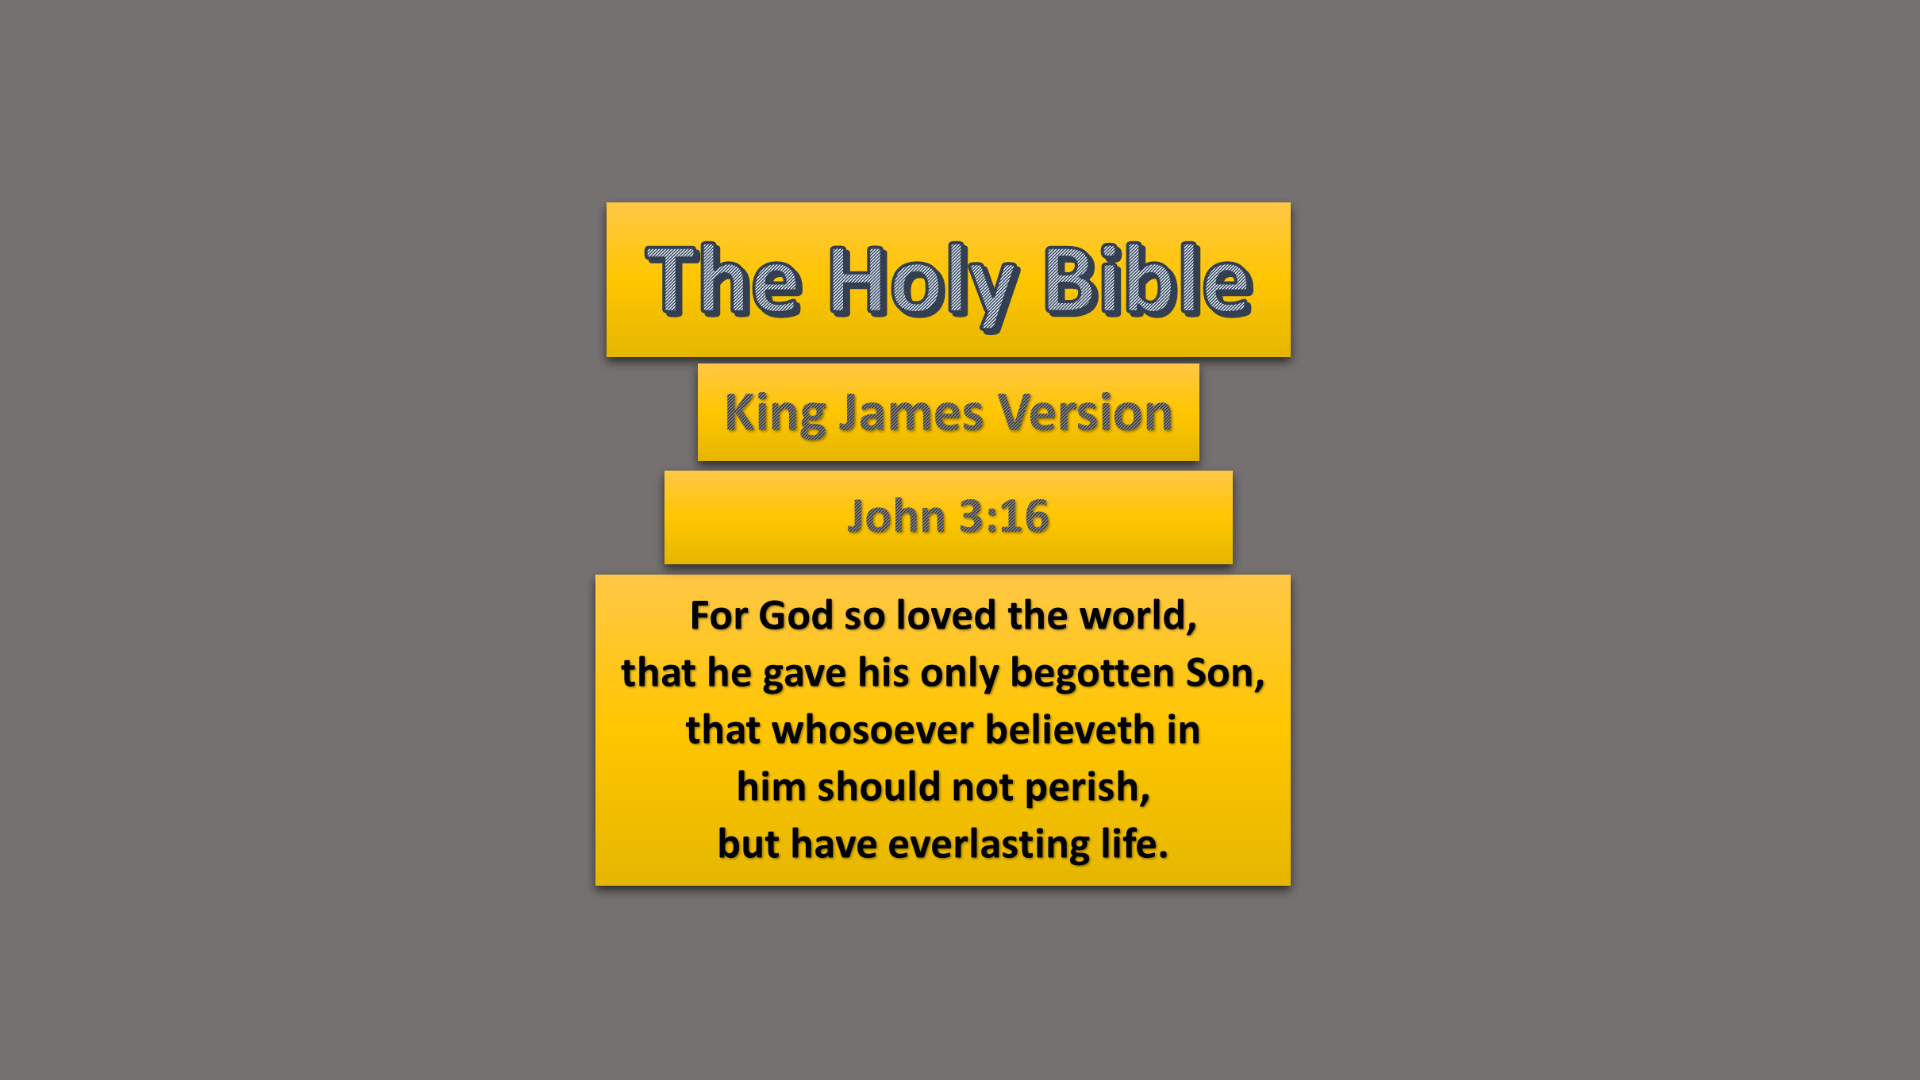 The Holy Bible
King James Version
John 3:16
For God so loved the world,
that he gave his only begotten Son,
that whosoever believeth in
him should not perish,
but have everlasting life.